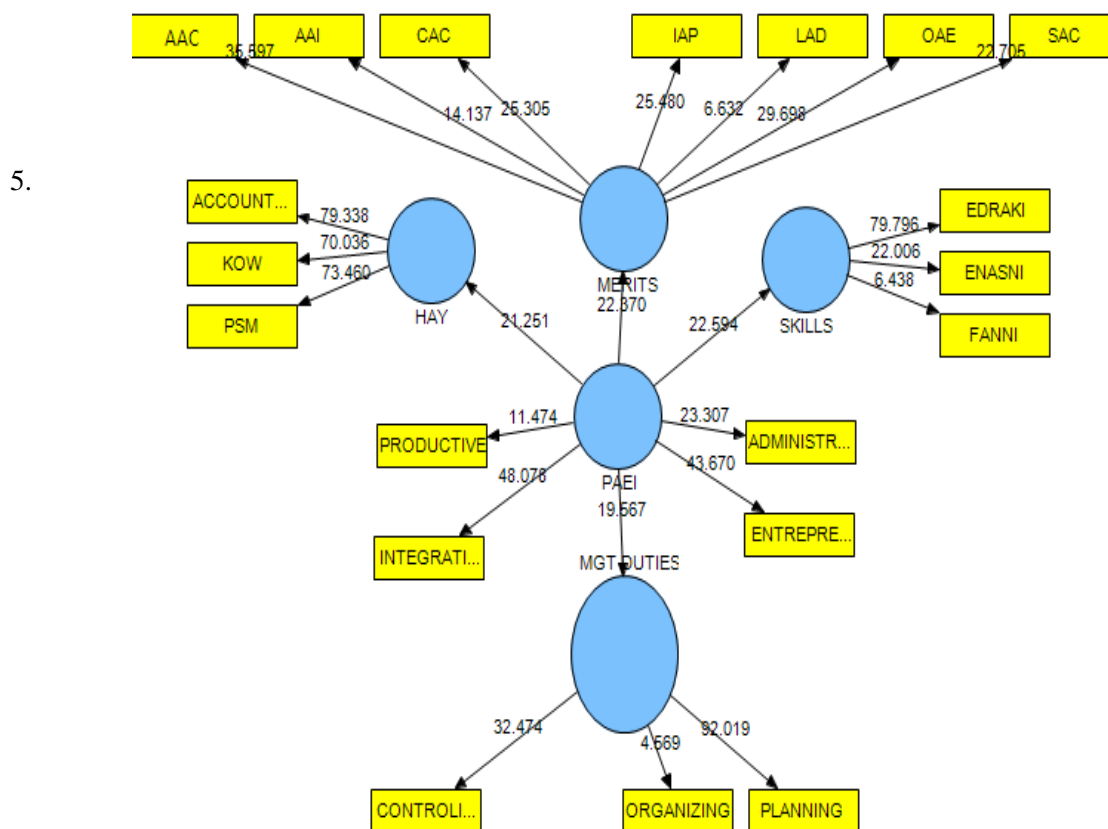 AAC AAI CAC IAP LAD OAE SAC
35.597 22.705
14.137 25.305 25.480 6.632 29.698
5.
ACCOUNT... EDRAKI
79.338 79.796
70.036 22.006
KOW ENASNI
73.460 6.438
MERITS
22.370
PSM HAY SKILLS FANNI
21.251 22.594
11.474 23.307
PRODUCTIVE ADMINISTR...
48.078 43.670
PAEI
19.567
INTEGRATI... ENTREPRE...
MGT DUTIES
32.474 4.569 92.019
CONTROLI... ORGANIZING PLANNING